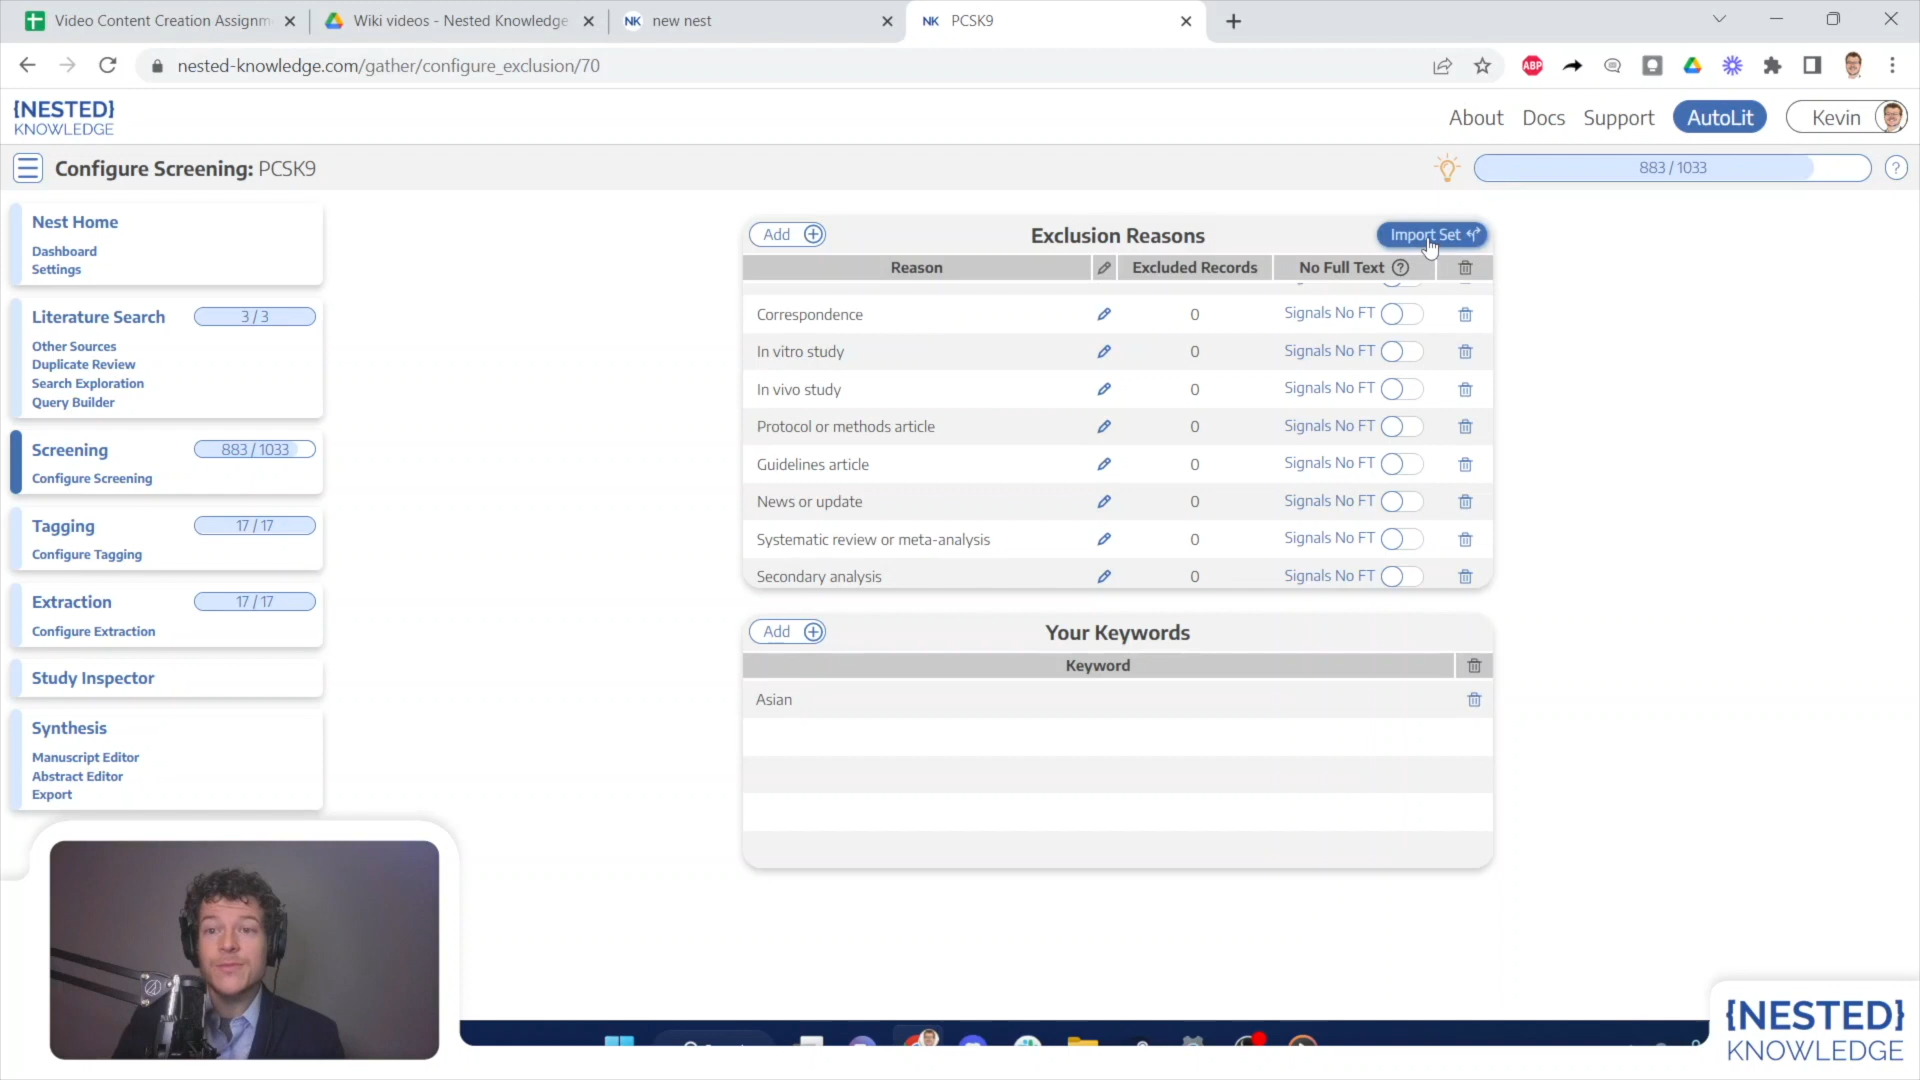 Video Content Creation Assignm
Wiki videos - Nested Knowledge
NK new nest
NK PCSK9
nested-knowledge.com/gather/configure_exclusion/70
ABP
{NESTED}
KNOWLEDGE
About Docs Support AutoLit Kevin
Configure Screening: PCSK9
883 / 1033
?
Nest Home
Dashboard
Settings
Literature Search 3 / 3
Other Sources
Duplicate Review
Search Exploration
Query Builder
Screening 883 / 1033
Configure Screening
Tagging 17 / 17
Configure Tagging
Extraction 17 / 17
Configure Extraction
Study Inspector
Synthesis
Manuscript Editor
Abstract Editor
Export
Add Exclusion Reasons Import Set
Reason Excluded Records No Full Text ?
Correspondence 0 Signals No FT
In vitro study 0 Signals No FT
In vivo study 0 Signals No FT
Protocol or methods article 0 Signals No FT
Guidelines article 0 Signals No FT
News or update 0 Signals No FT
Systematic review or meta-analysis 0 Signals No FT
Secondary analysis 0 Signals No FT
Add Your Keywords
Keyword
Asian
{NESTED}
KNOWLEDGE